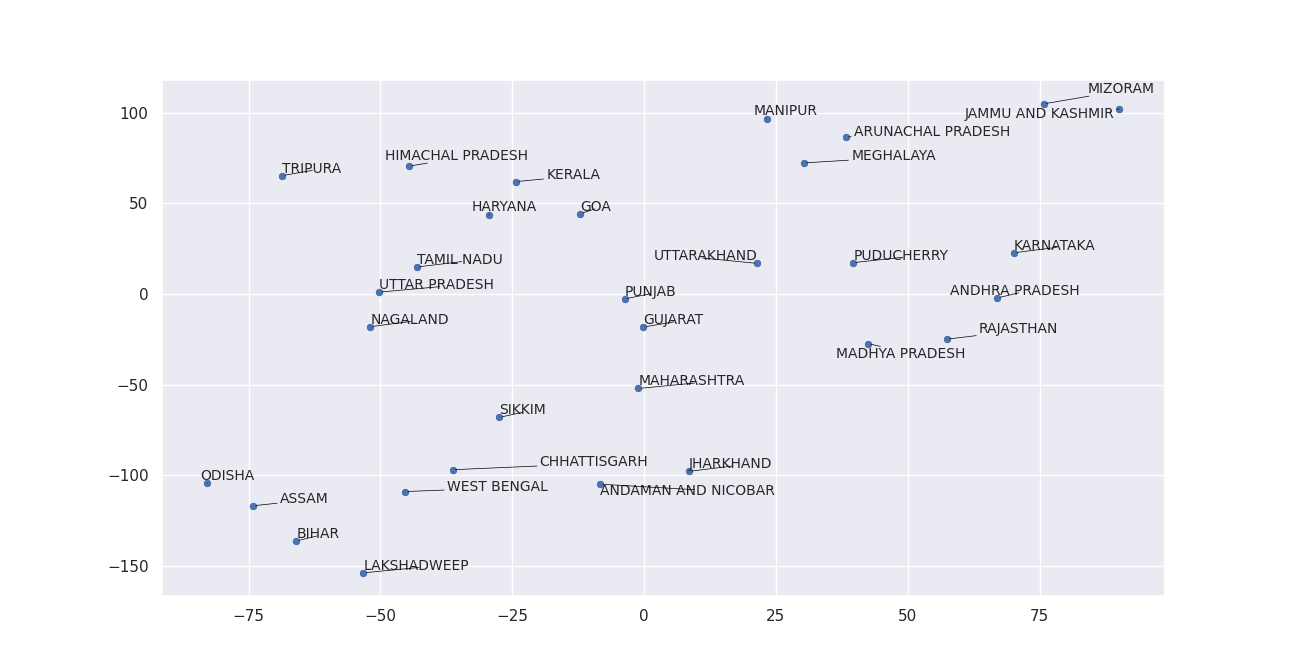 MIZORAM
100
MANIPUR
JAMMU AND KASHMIR
ARUNACHAL PRADESH
HIMACHAL PRADESH
MEGHALAYA
TRIPURA
KERALA
50
HARYANA
GOA
KARNATAKA
TAMIL NADU
UTTARAKHAND
PUDUCHERRY
UTTAR PRADESH
0
PUNJAB
ANDHRA PRADESH
NAGALAND
GUJARAT
RAJASTHAN
MADHYA PRADESH
−50
MAHARASHTRA
SIKKIM
CHHATTISGARH
JHARKHAND
−100
ODISHA
WEST BENGAL
ANDAMAN AND NICOBAR
ASSAM
BIHAR
−150
LAKSHADWEEP
−75 −50 −25 0 25 50 75